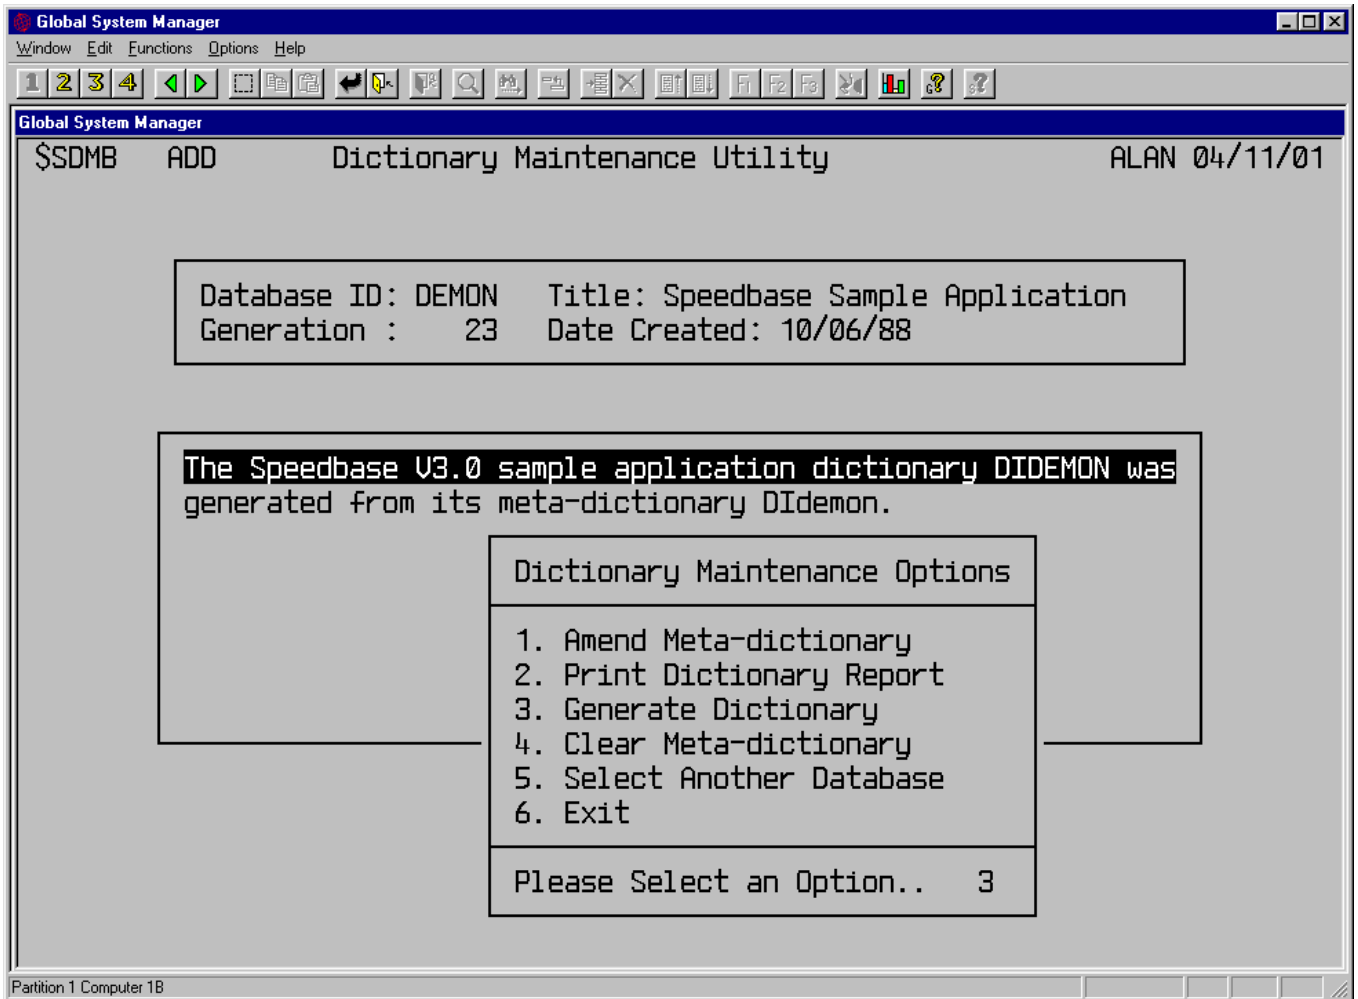 Global System Manager
Window Edit Functions Options Help
1 2 3 4 F1 F2 F3 G? S?
Global System Manager
$SDMB ADD Dictionary Maintenance Utility ALAN 04/11/01
Database ID: DEMON Title: Speedbase Sample Application
Generation : 23 Date Created: 10/06/88
The Speedbase V3.0 sample application dictionary DIDEMON was
generated from its meta-dictionary DIdemon.
Dictionary Maintenance Options
1. Amend Meta-dictionary
2. Print Dictionary Report
3. Generate Dictionary
4. Clear Meta-dictionary
5. Select Another Database
6. Exit
Please Select an Option.. 3
Partition 1 Computer 1B